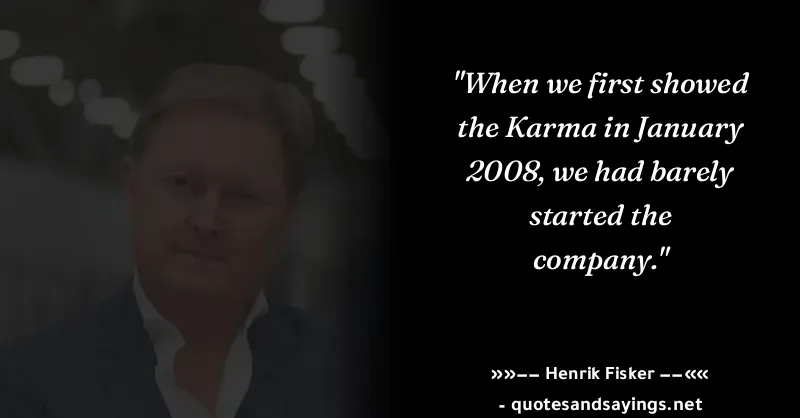 "When we first showed
the Karma in January
2008, we had barely
started the
company."
»»−− Henrik Fisker −−««
- quotesandsayings.net